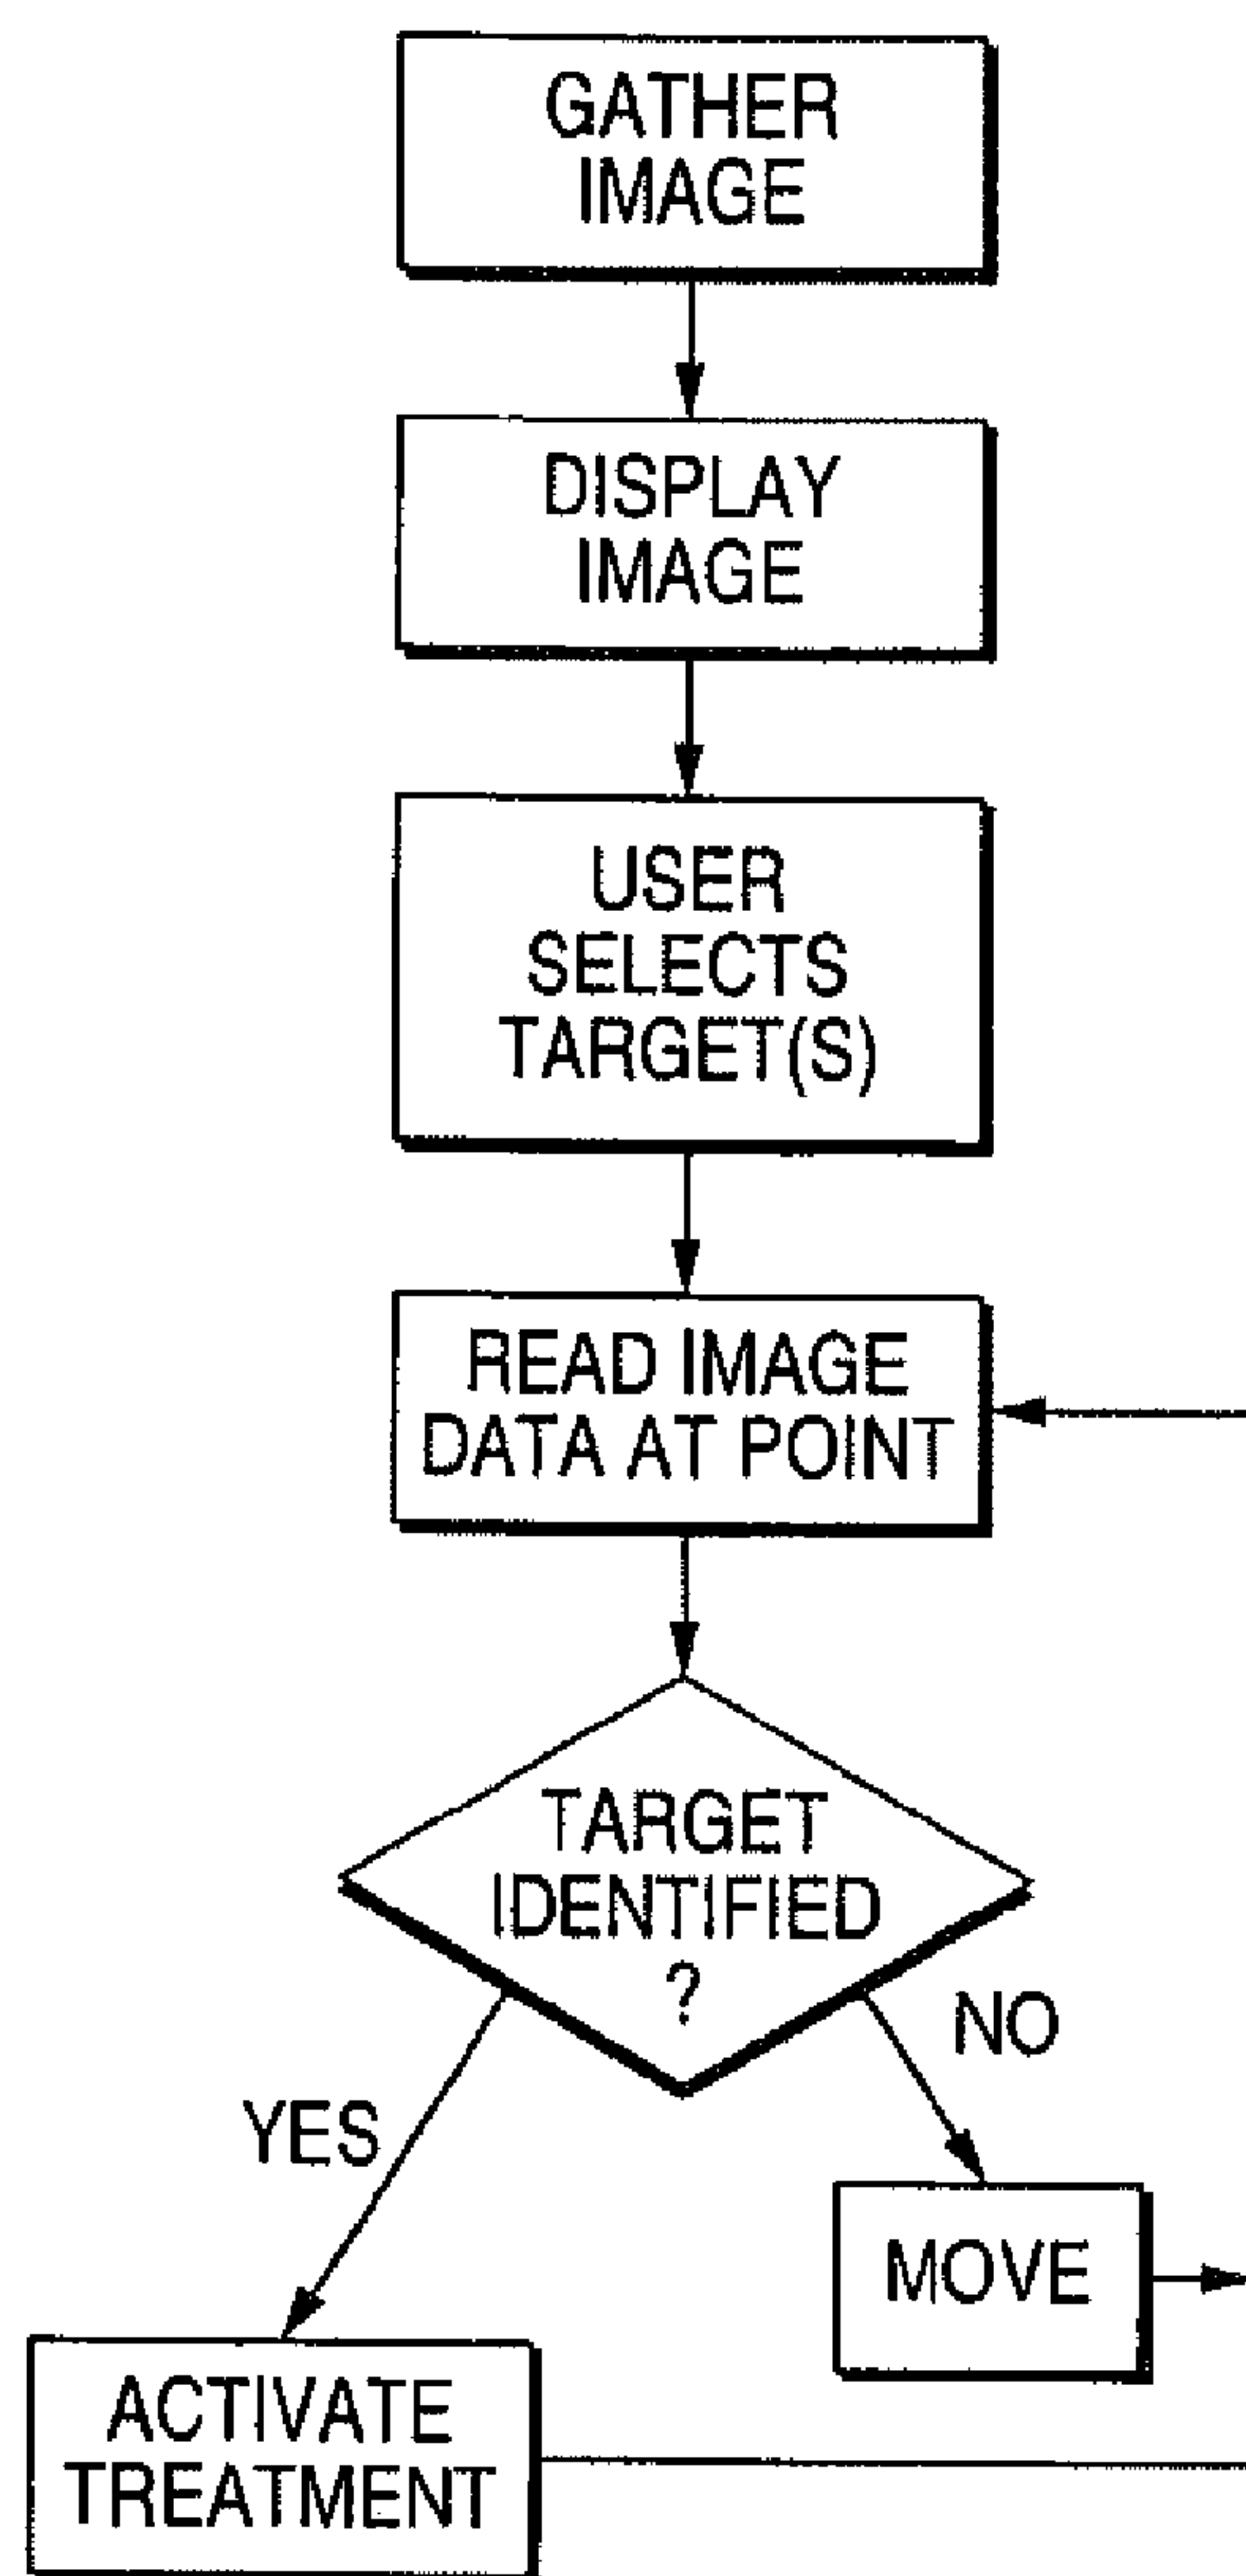 GATHER
IMAGE
DISPLAY
IMAGE
USER
SELECTS
TARGET(S)
READ IMAGE
DATA AT POINT
TARGET
IDENTIFIED
?
NO
YES
MOVE
ACTIVATE
TREATMENT